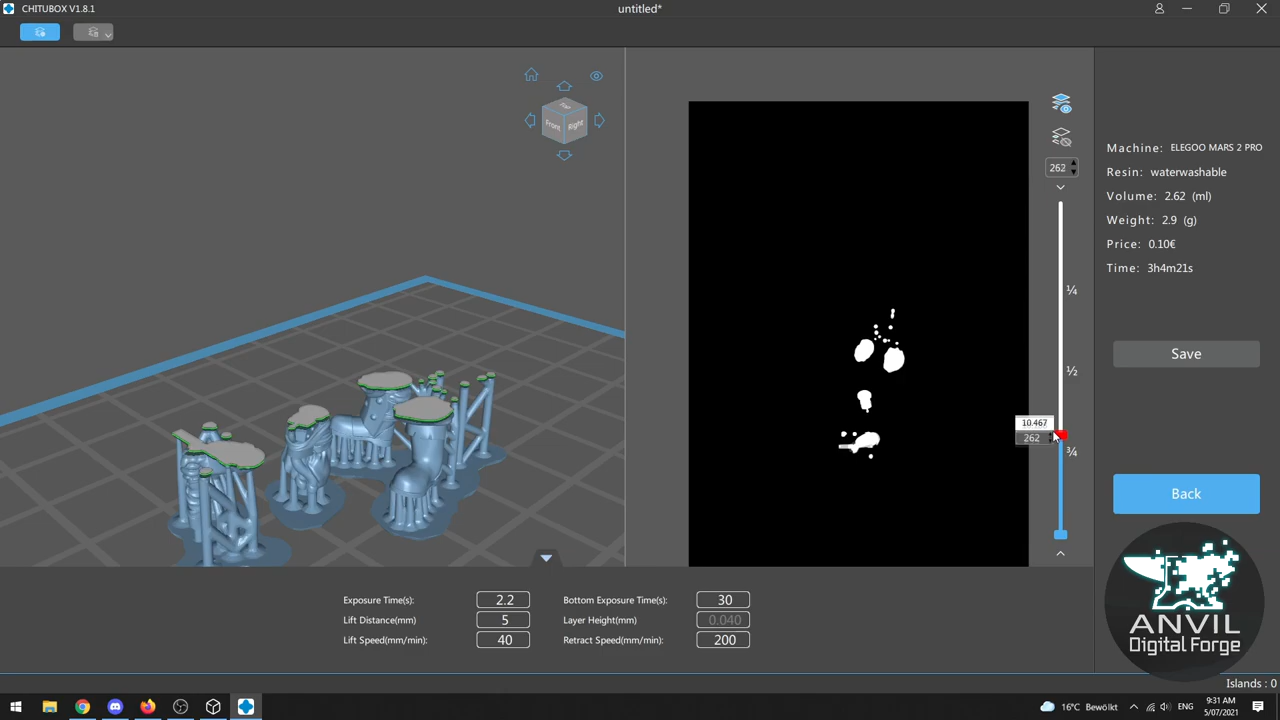 CHITUBOX V1.8.1
untitled*
Top
Front
Right
262
¼
½
¾
10.467
262
Machine: ELEGOO MARS 2 PRO
Resin: waterwashable
Volume: 2.62 (ml)
Weight: 2.9 (g)
Price: 0.10€
Time: 3h4m21s
Save
Back
ANVIL
Digital Forge
Exposure Time(s): 2.2
Bottom Exposure Time(s): 30
Lift Distance(mm) 5
Layer Height(mm) 0.040
Lift Speed(mm/min): 40
Retract Speed(mm/min): 200
Islands : 0
16°C Bewölkt
ENG
9:31 AM
5/07/2021